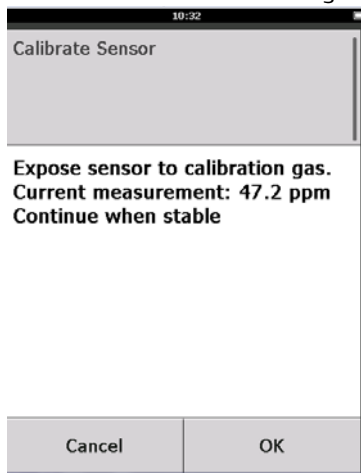 10:32
Calibrate Sensor
Expose sensor to calibration gas.
Current measurement: 47.2 ppm
Continue when stable
Cancel
OK